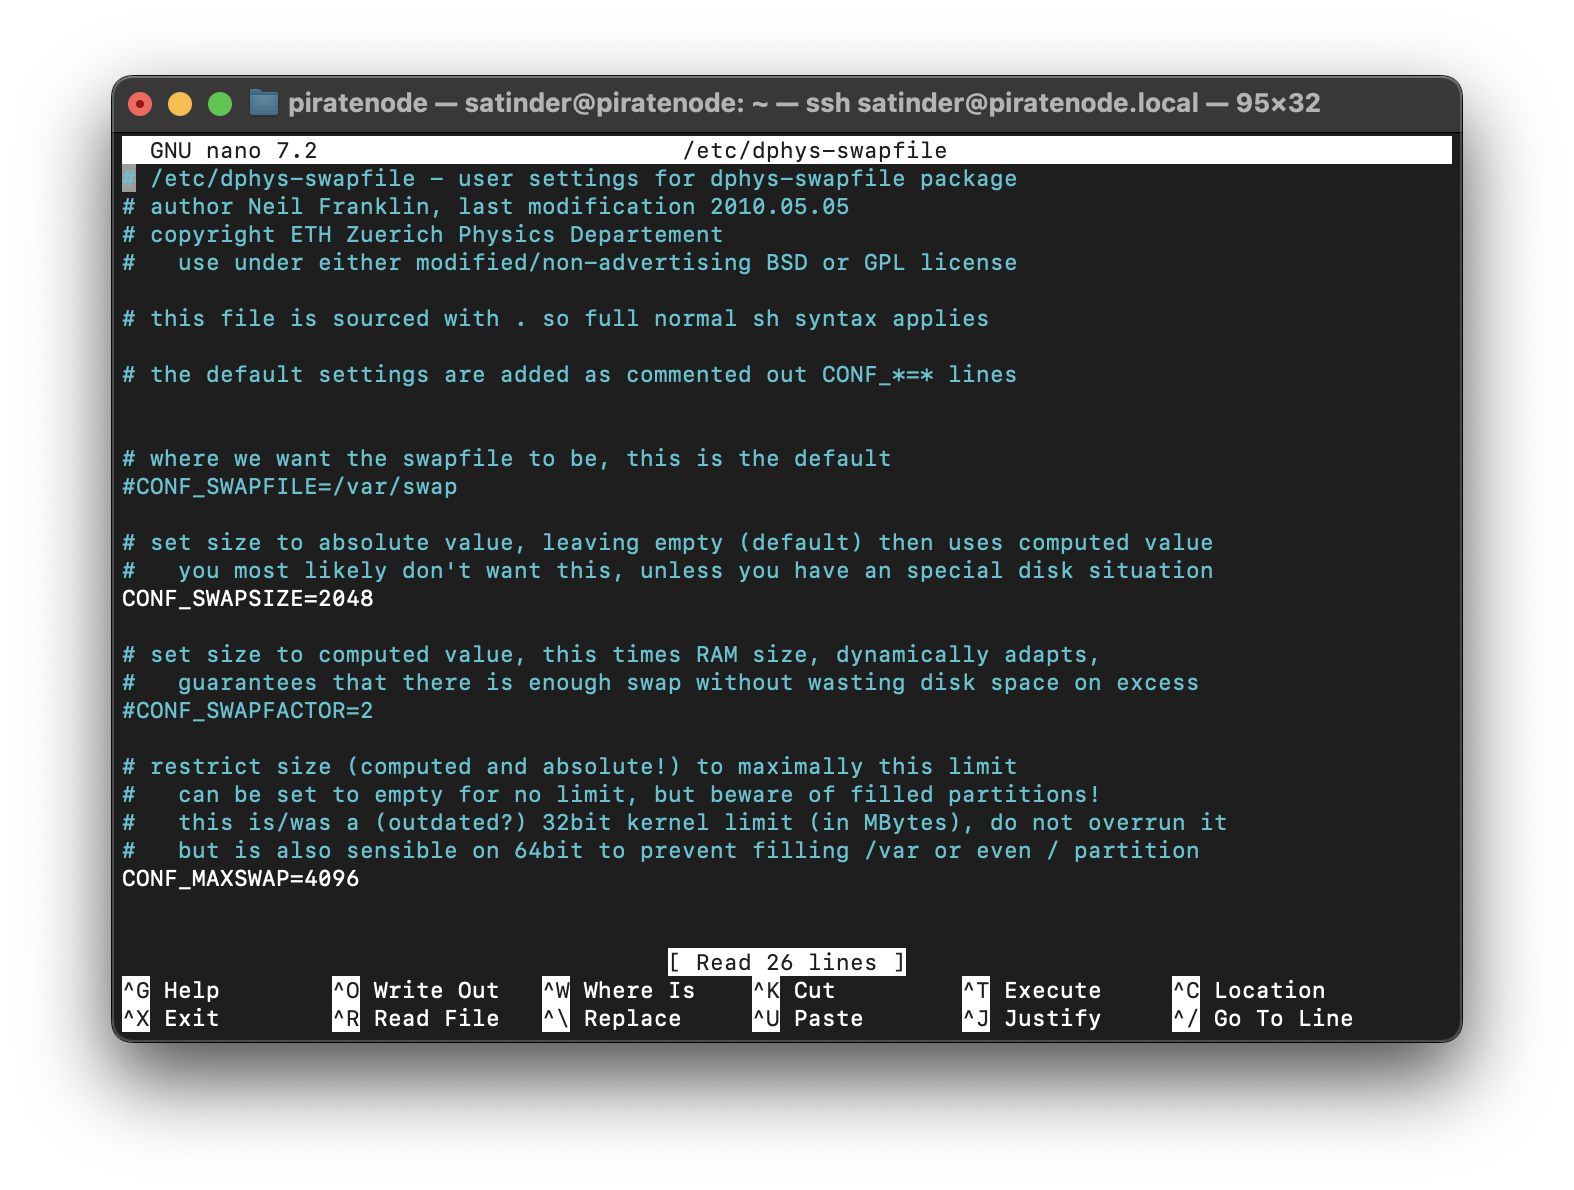 piratenode — satinder@piratenode: ~ — ssh satinder@piratenode.local — 95×32
GNU nano 7.2 /etc/dphys-swapfile
# /etc/dphys-swapfile - user settings for dphys-swapfile package
# author Neil Franklin, last modification 2010.05.05
# copyright ETH Zuerich Physics Departement
#   use under either modified/non-advertising BSD or GPL license
# this file is sourced with . so full normal sh syntax applies
# the default settings are added as commented out CONF_*=* lines
# where we want the swapfile to be, this is the default
#CONF_SWAPFILE=/var/swap
# set size to absolute value, leaving empty (default) then uses computed value
#   you most likely don't want this, unless you have an special disk situation
CONF_SWAPSIZE=2048
# set size to computed value, this times RAM size, dynamically adapts,
#   guarantees that there is enough swap without wasting disk space on excess
#CONF_SWAPFACTOR=2
# restrict size (computed and absolute!) to maximally this limit
#   can be set to empty for no limit, but beware of filled partitions!
#   this is/was a (outdated?) 32bit kernel limit (in MBytes), do not overrun it
#   but is also sensible on 64bit to prevent filling /var or even / partition
CONF_MAXSWAP=4096
[ Read 26 lines ]
^G Help ^O Write Out ^W Where Is ^K Cut ^T Execute ^C Location
^X Exit ^R Read File ^\ Replace ^U Paste ^J Justify ^/ Go To Line